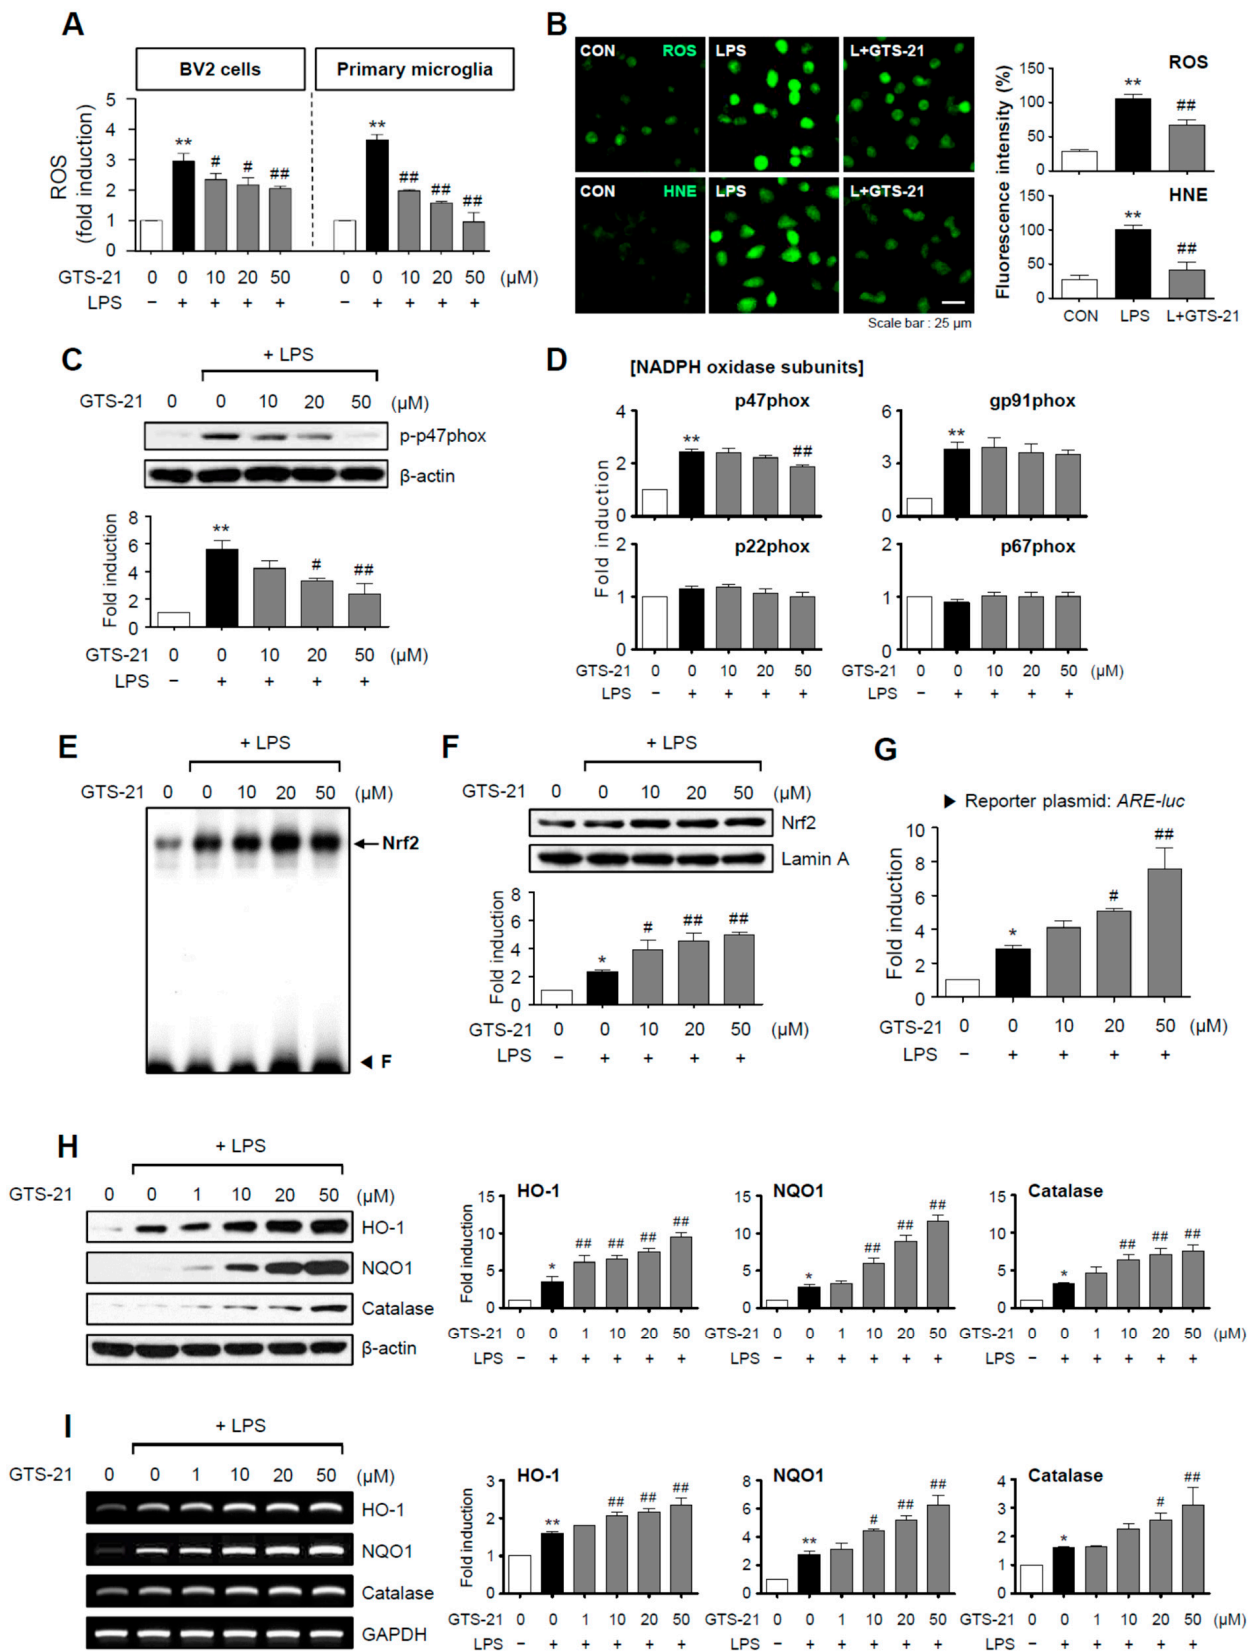 A
BV2 cells
Primary microglia
ROS
(fold induction)
5
4
3
2
1
0
** # # ##
** ## ## ##
GTS-21 0 0 10 20 50 0 0 10 20 50 (µM)
LPS − + + + + − + + + +
B
CON ROS LPS L+GTS-21
CON HNE LPS L+GTS-21
Scale bar : 25 µm
Fluorescence intensity (%)
ROS
150
100
50
0
** ##
HNE
150
100
50
0
** ##
CON LPS L+GTS-21
C
+ LPS
GTS-21 0 0 10 20 50 (µM)
p-p47phox
β-actin
Fold induction
8
6
4
2
0
** # ##
GTS-21 0 0 10 20 50 (µM)
LPS − + + + +
D
[NADPH oxidase subunits]
Fold induction
p47phox
4
2
0
** ##
gp91phox
6
3
0
**
p22phox
2
1
0
p67phox
2
1
0
GTS-21 0 0 10 20 50 GTS-21 0 0 10 20 50 (µM)
LPS − + + + + LPS − + + + +
E
+ LPS
GTS-21 0 0 10 20 50 (µM)
Nrf2
F
F
+ LPS
GTS-21 0 0 10 20 50 (µM)
Nrf2
Lamin A
Fold induction
8
6
4
2
0
* # ## ##
GTS-21 0 0 10 20 50 (µM)
LPS − + + + +
G
▶ Reporter plasmid: ARE-luc
Fold induction
10
8
6
4
2
0
* # ##
GTS-21 0 0 10 20 50 (µM)
LPS − + + + +
H
+ LPS
GTS-21 0 0 1 10 20 50 (µM)
HO-1
NQO1
Catalase
β-actin
Fold induction
HO-1
15
10
5
0
* ## ## ## ##
GTS-21 0 0 1 10 20 50
LPS − + + + + +
NQO1
15
10
5
0
* ## ## ##
GTS-21 0 0 1 10 20 50
LPS − + + + + +
Catalase
15
10
5
0
* ## ## ##
GTS-21 0 0 1 10 20 50 (µM)
LPS − + + + + +
I
+ LPS
GTS-21 0 0 1 10 20 50 (µM)
HO-1
NQO1
Catalase
GAPDH
Fold induction
HO-1
3
2
1
0
** ## ## ##
GTS-21 0 0 1 10 20 50
LPS − + + + + +
NQO1
8
6
4
2
0
** # ## ##
GTS-21 0 0 1 10 20 50
LPS − + + + + +
Catalase
4
3
2
1
0
* # ##
GTS-21 0 0 1 10 20 50 (µM)
LPS − + + + + +